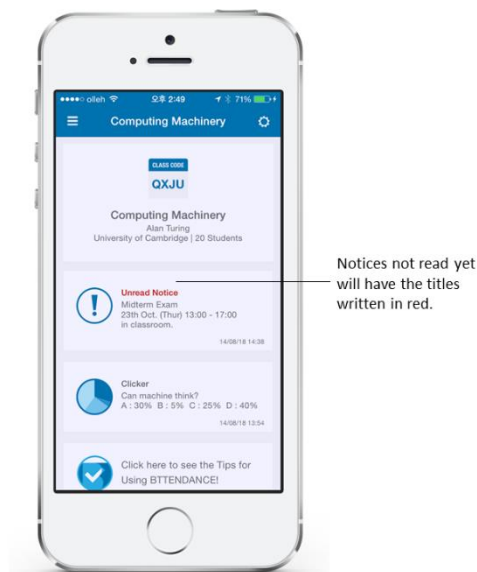 olleh 오후 2:49 71%
Computing Machinery
CLASS CODE
QXJU
Computing Machinery
Alan Turing
University of Cambridge | 20 Students
Unread Notice
Midterm Exam
23th Oct. (Thur) 13:00 - 17:00
in classroom.
14/08/18 14:38
Clicker
Can machine think?
A : 30% B : 5% C : 25% D : 40%
14/08/18 13:54
Click here to see the Tips for
Using BTTENDANCE!
Notices not read yet
will have the titles
written in red.